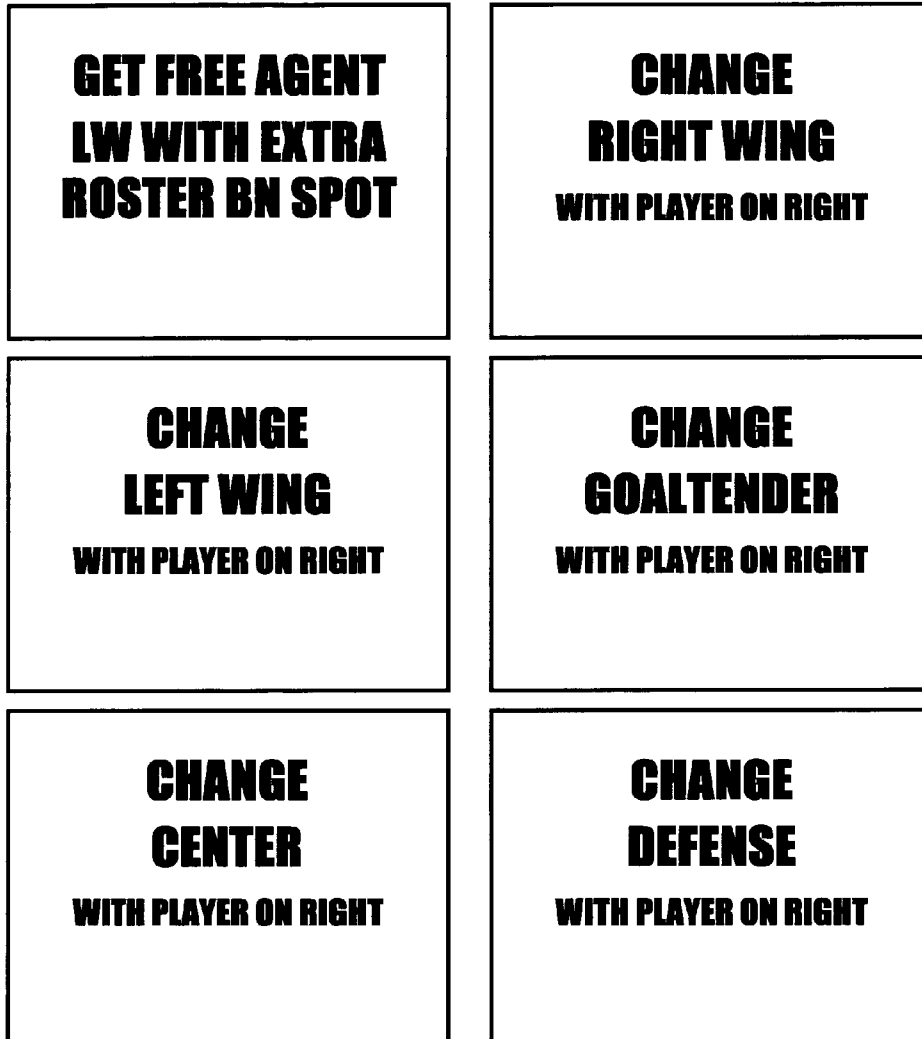 GET FREE AGENT
LW WITH EXTRA
ROSTER BN SPOT
CHANGE
RIGHT WING
WITH PLAYER ON RIGHT
CHANGE
LEFT WING
WITH PLAYER ON RIGHT
CHANGE
GOALTENDER
WITH PLAYER ON RIGHT
CHANGE
CENTER
WITH PLAYER ON RIGHT
CHANGE
DEFENSE
WITH PLAYER ON RIGHT